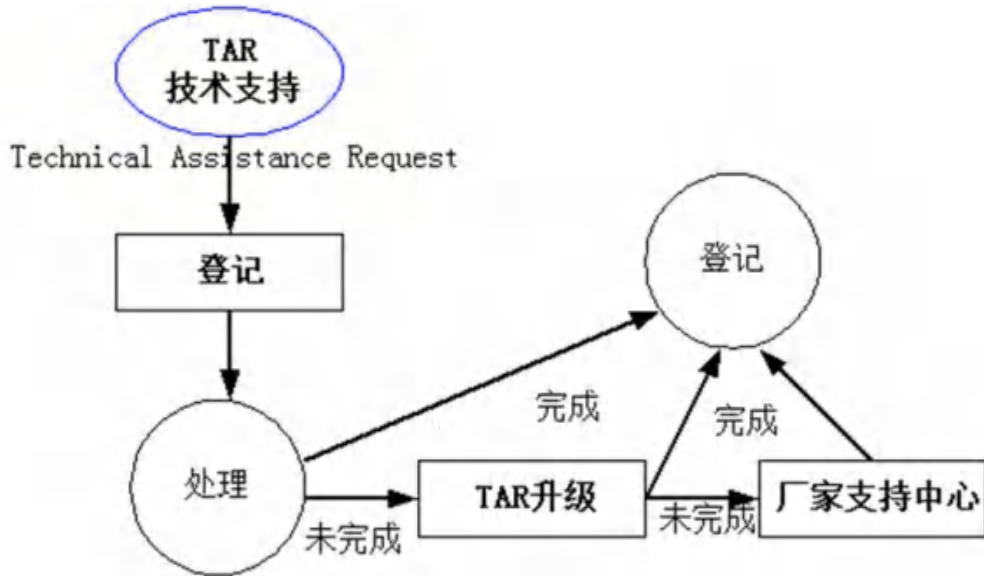 TAR
技术支持
Technical Assistance Request
登记
登记
完成
完成
处理
TAR升级
厂家支持中心
未完成
未完成